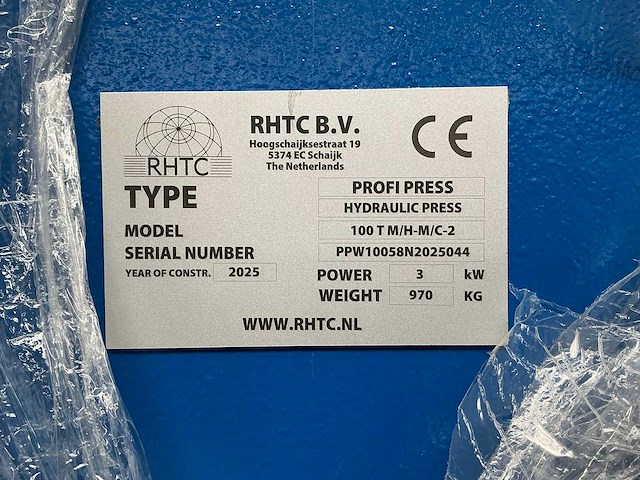 RHTC
RHTC B.V.
Hoogschaijksestraat 19
5374 EC Schaijk
The Netherlands
CE
TYPE PROFI PRESS
HYDRAULIC PRESS
MODEL 100 T M/H-M/C-2
SERIAL NUMBER PPW10058N2025044
YEAR OF CONSTR. 2025 POWER 3 kW
WEIGHT 970 KG
WWW.RHTC.NL